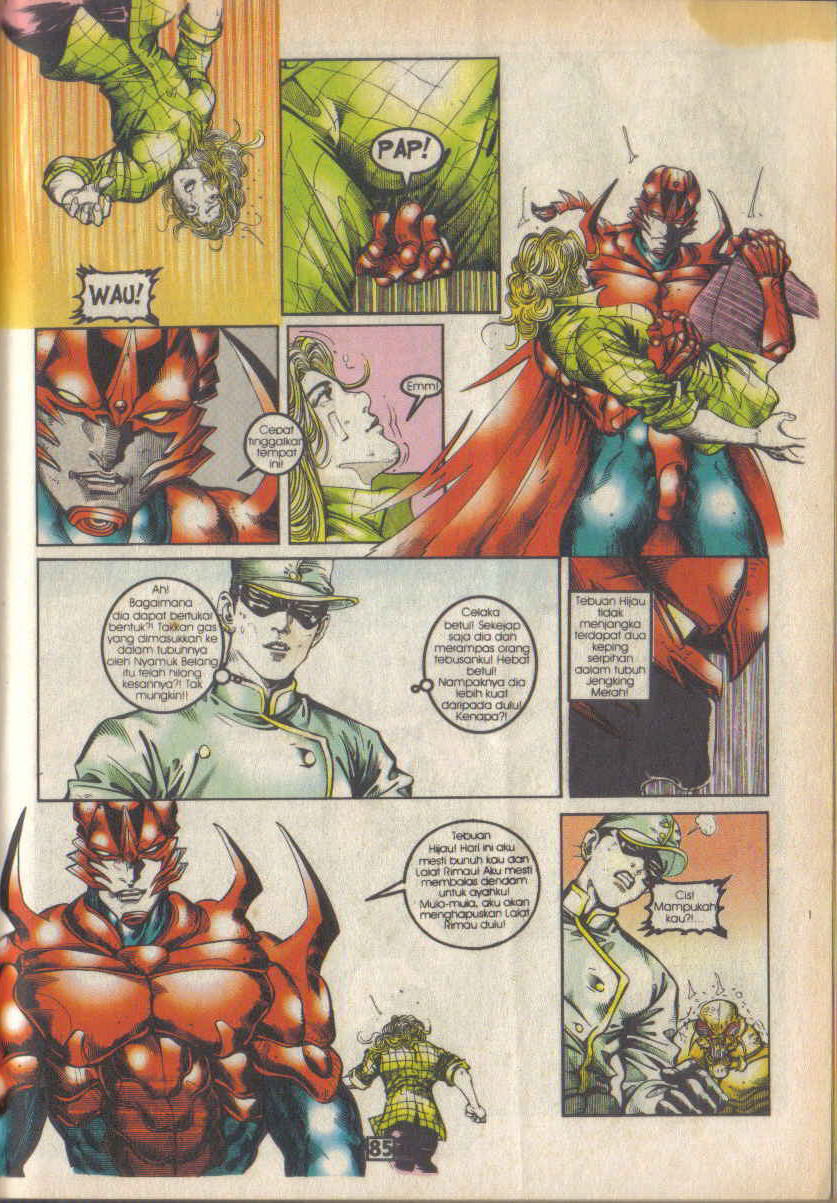 WAU!
PAP!
Cepat
tinggalkan
tempat
ini!
Emm!
Ah!
Bagaimana
dia dapat bertukar
bentuk?! Takkan gas
yang dimasukkan ke
dalam tubuhnya
oleh Nyamuk Belang
itu telah hilang
kesannya?! Tak
mungkin!!
Celaka
betul! Sekejap
saja dia dah
merampas orang
tebusanku! Hebat
betul!
Nampaknya dia
lebih kuat
daripada dulu!
Kenapa?!
Tebuan Hijau
tidak
menjangka
terdapat dua
keping
serpihan
dalam tubuh
Jengking
Merah!
Tebuan
Hijau! Hari ini aku
mesti bunuh kau dan
Lalat Rimau! Aku mesti
membalas dendam
untuk ayahku!
Mula-mula, aku akan
menghapuskan Lalat
Rimau dulu!
Cis!
Mampukah
kau?!...
85